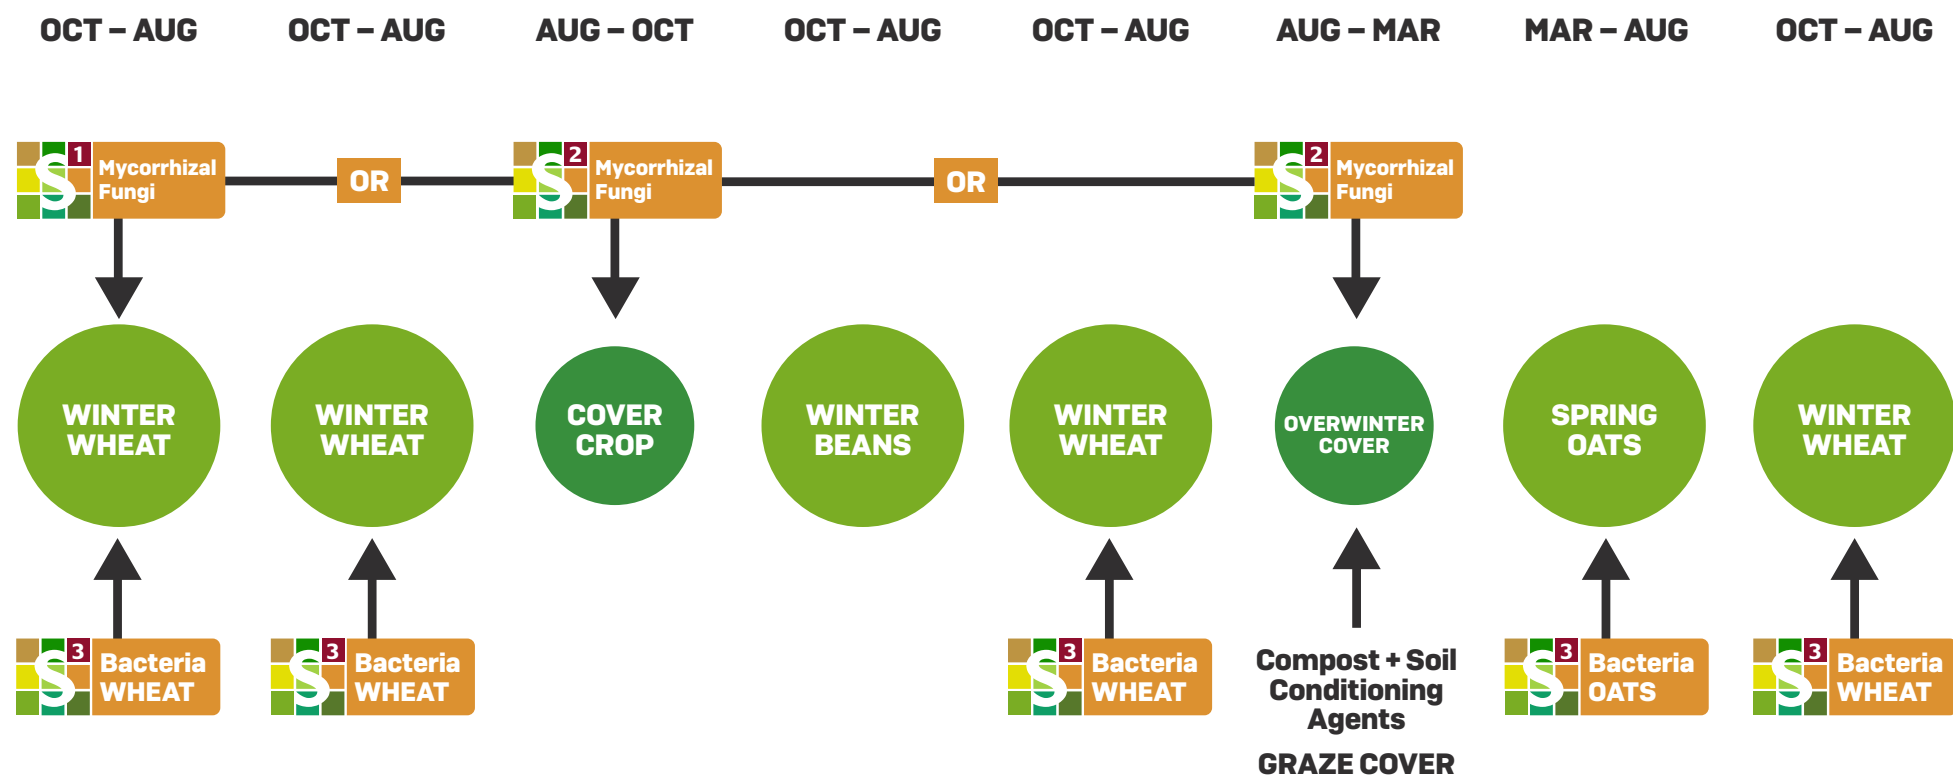 OCT – AUG
OCT – AUG
AUG – OCT
OCT – AUG
OCT – AUG
AUG – MAR
MAR – AUG
OCT – AUG
S 1
Mycorrhizal
Fungi
OR
S 2
Mycorrhizal
Fungi
OR
S 2
Mycorrhizal
Fungi
WINTER
WHEAT
WINTER
WHEAT
COVER
CROP
WINTER
BEANS
WINTER
WHEAT
OVERWINTER
COVER
SPRING
OATS
WINTER
WHEAT
S 3
Bacteria
WHEAT
S 3
Bacteria
WHEAT
S 3
Bacteria
WHEAT
Compost + Soil
Conditioning
Agents
GRAZE COVER
S 3
Bacteria
OATS
S 3
Bacteria
WHEAT